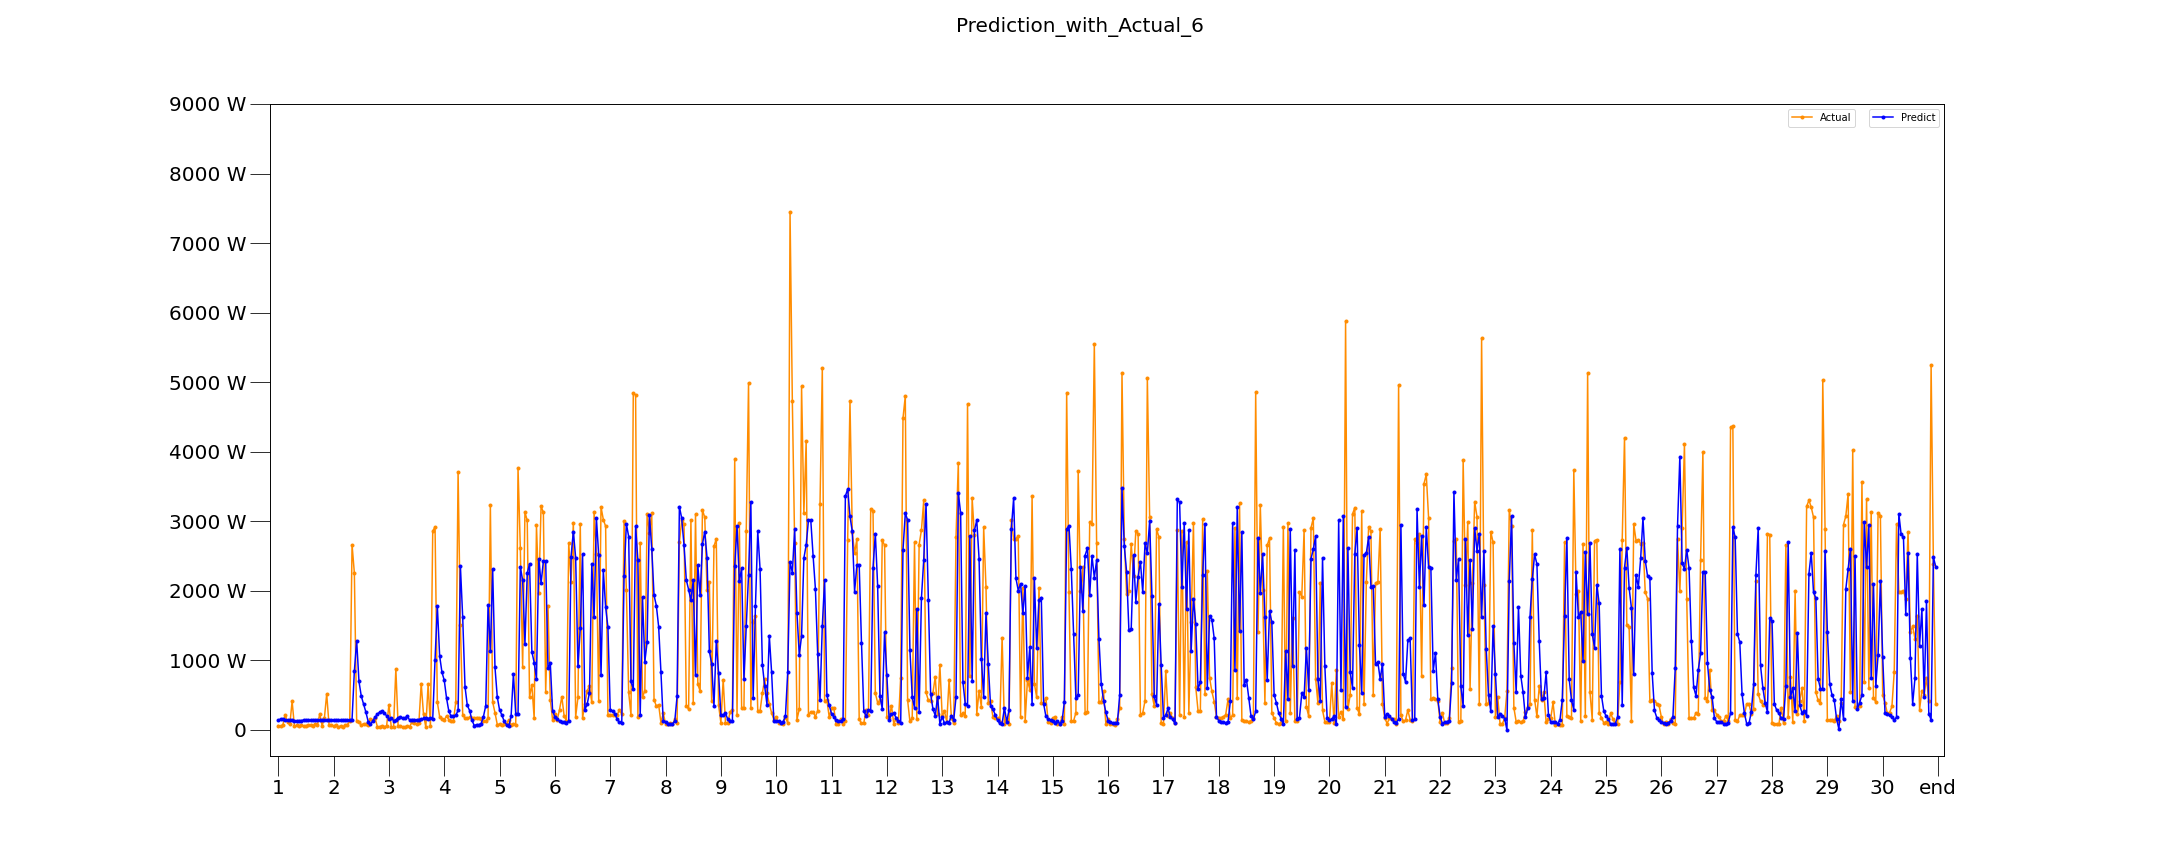 Prediction_with_Actual_6
9000 W
8000 W
7000 W
6000 W
5000 W
4000 W
3000 W
2000 W
1000 W
0
Actual Predict
1 2 3 4 5 6 7 8 9 10 11 12 13 14 15 16 17 18 19 20 21 22 23 24 25 26 27 28 29 30 end